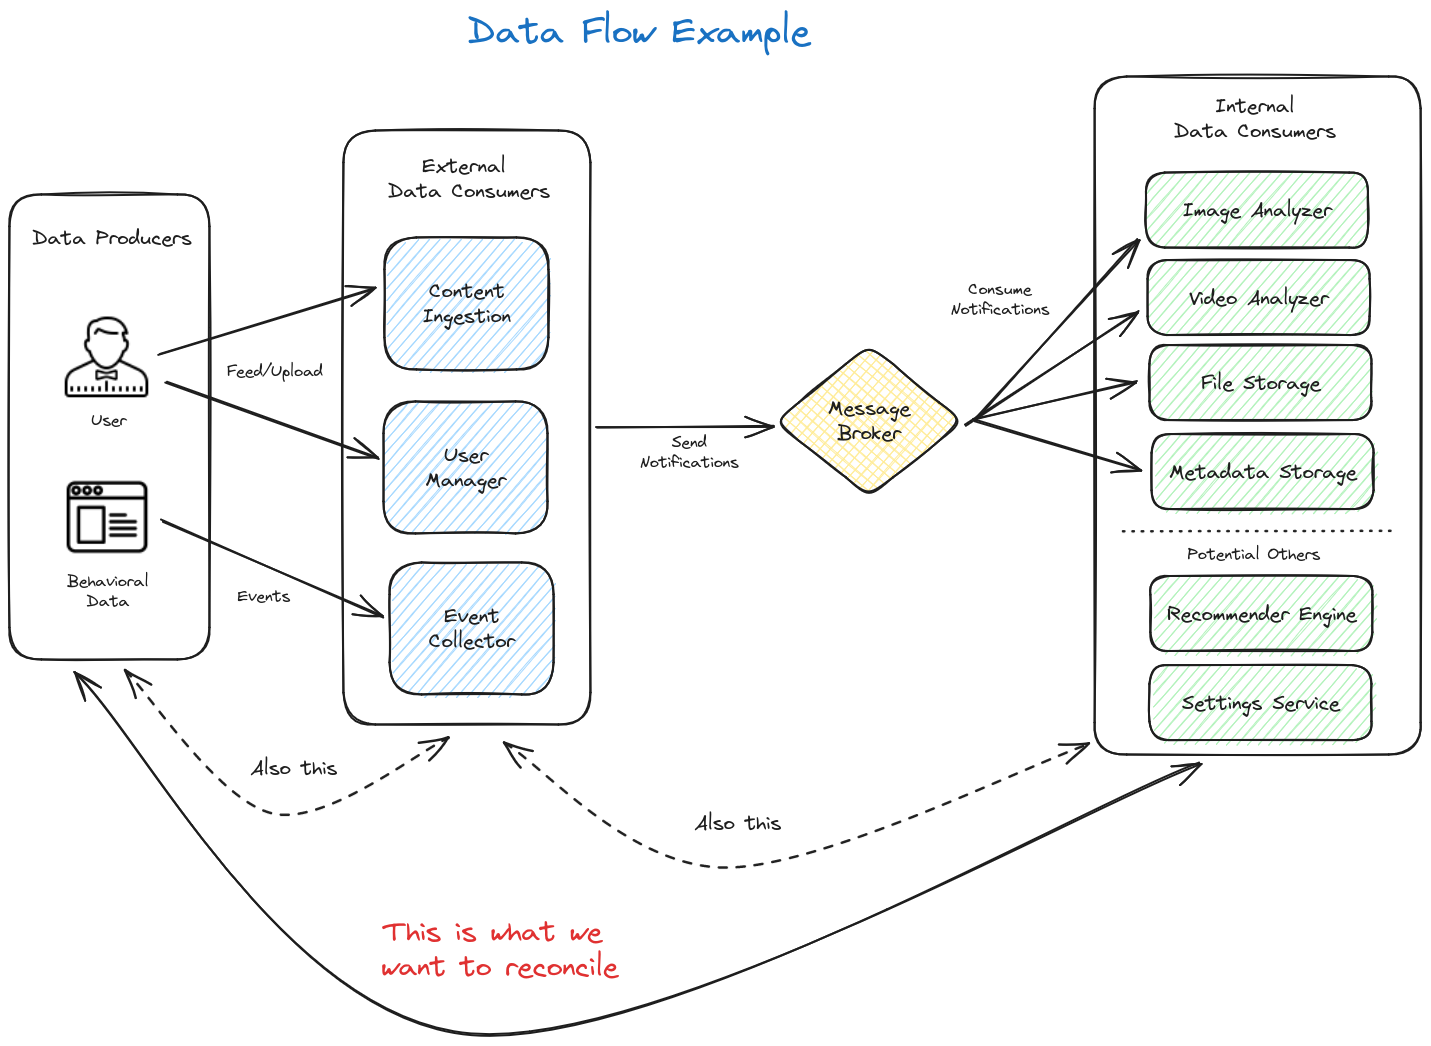 Data Flow Example
Data Producers
User
Behavioral
Data
Feed/Upload
Events
External
Data Consumers
Content
Ingestion
User
Manager
Event
Collector
Send
Notifications
Message
Broker
Consume
Notifications
Internal
Data Consumers
Image Analyzer
Video Analyzer
File Storage
Metadata Storage
Potential Others
Recommender Engine
Settings Service
Also this
Also this
This is what we
want to reconcile